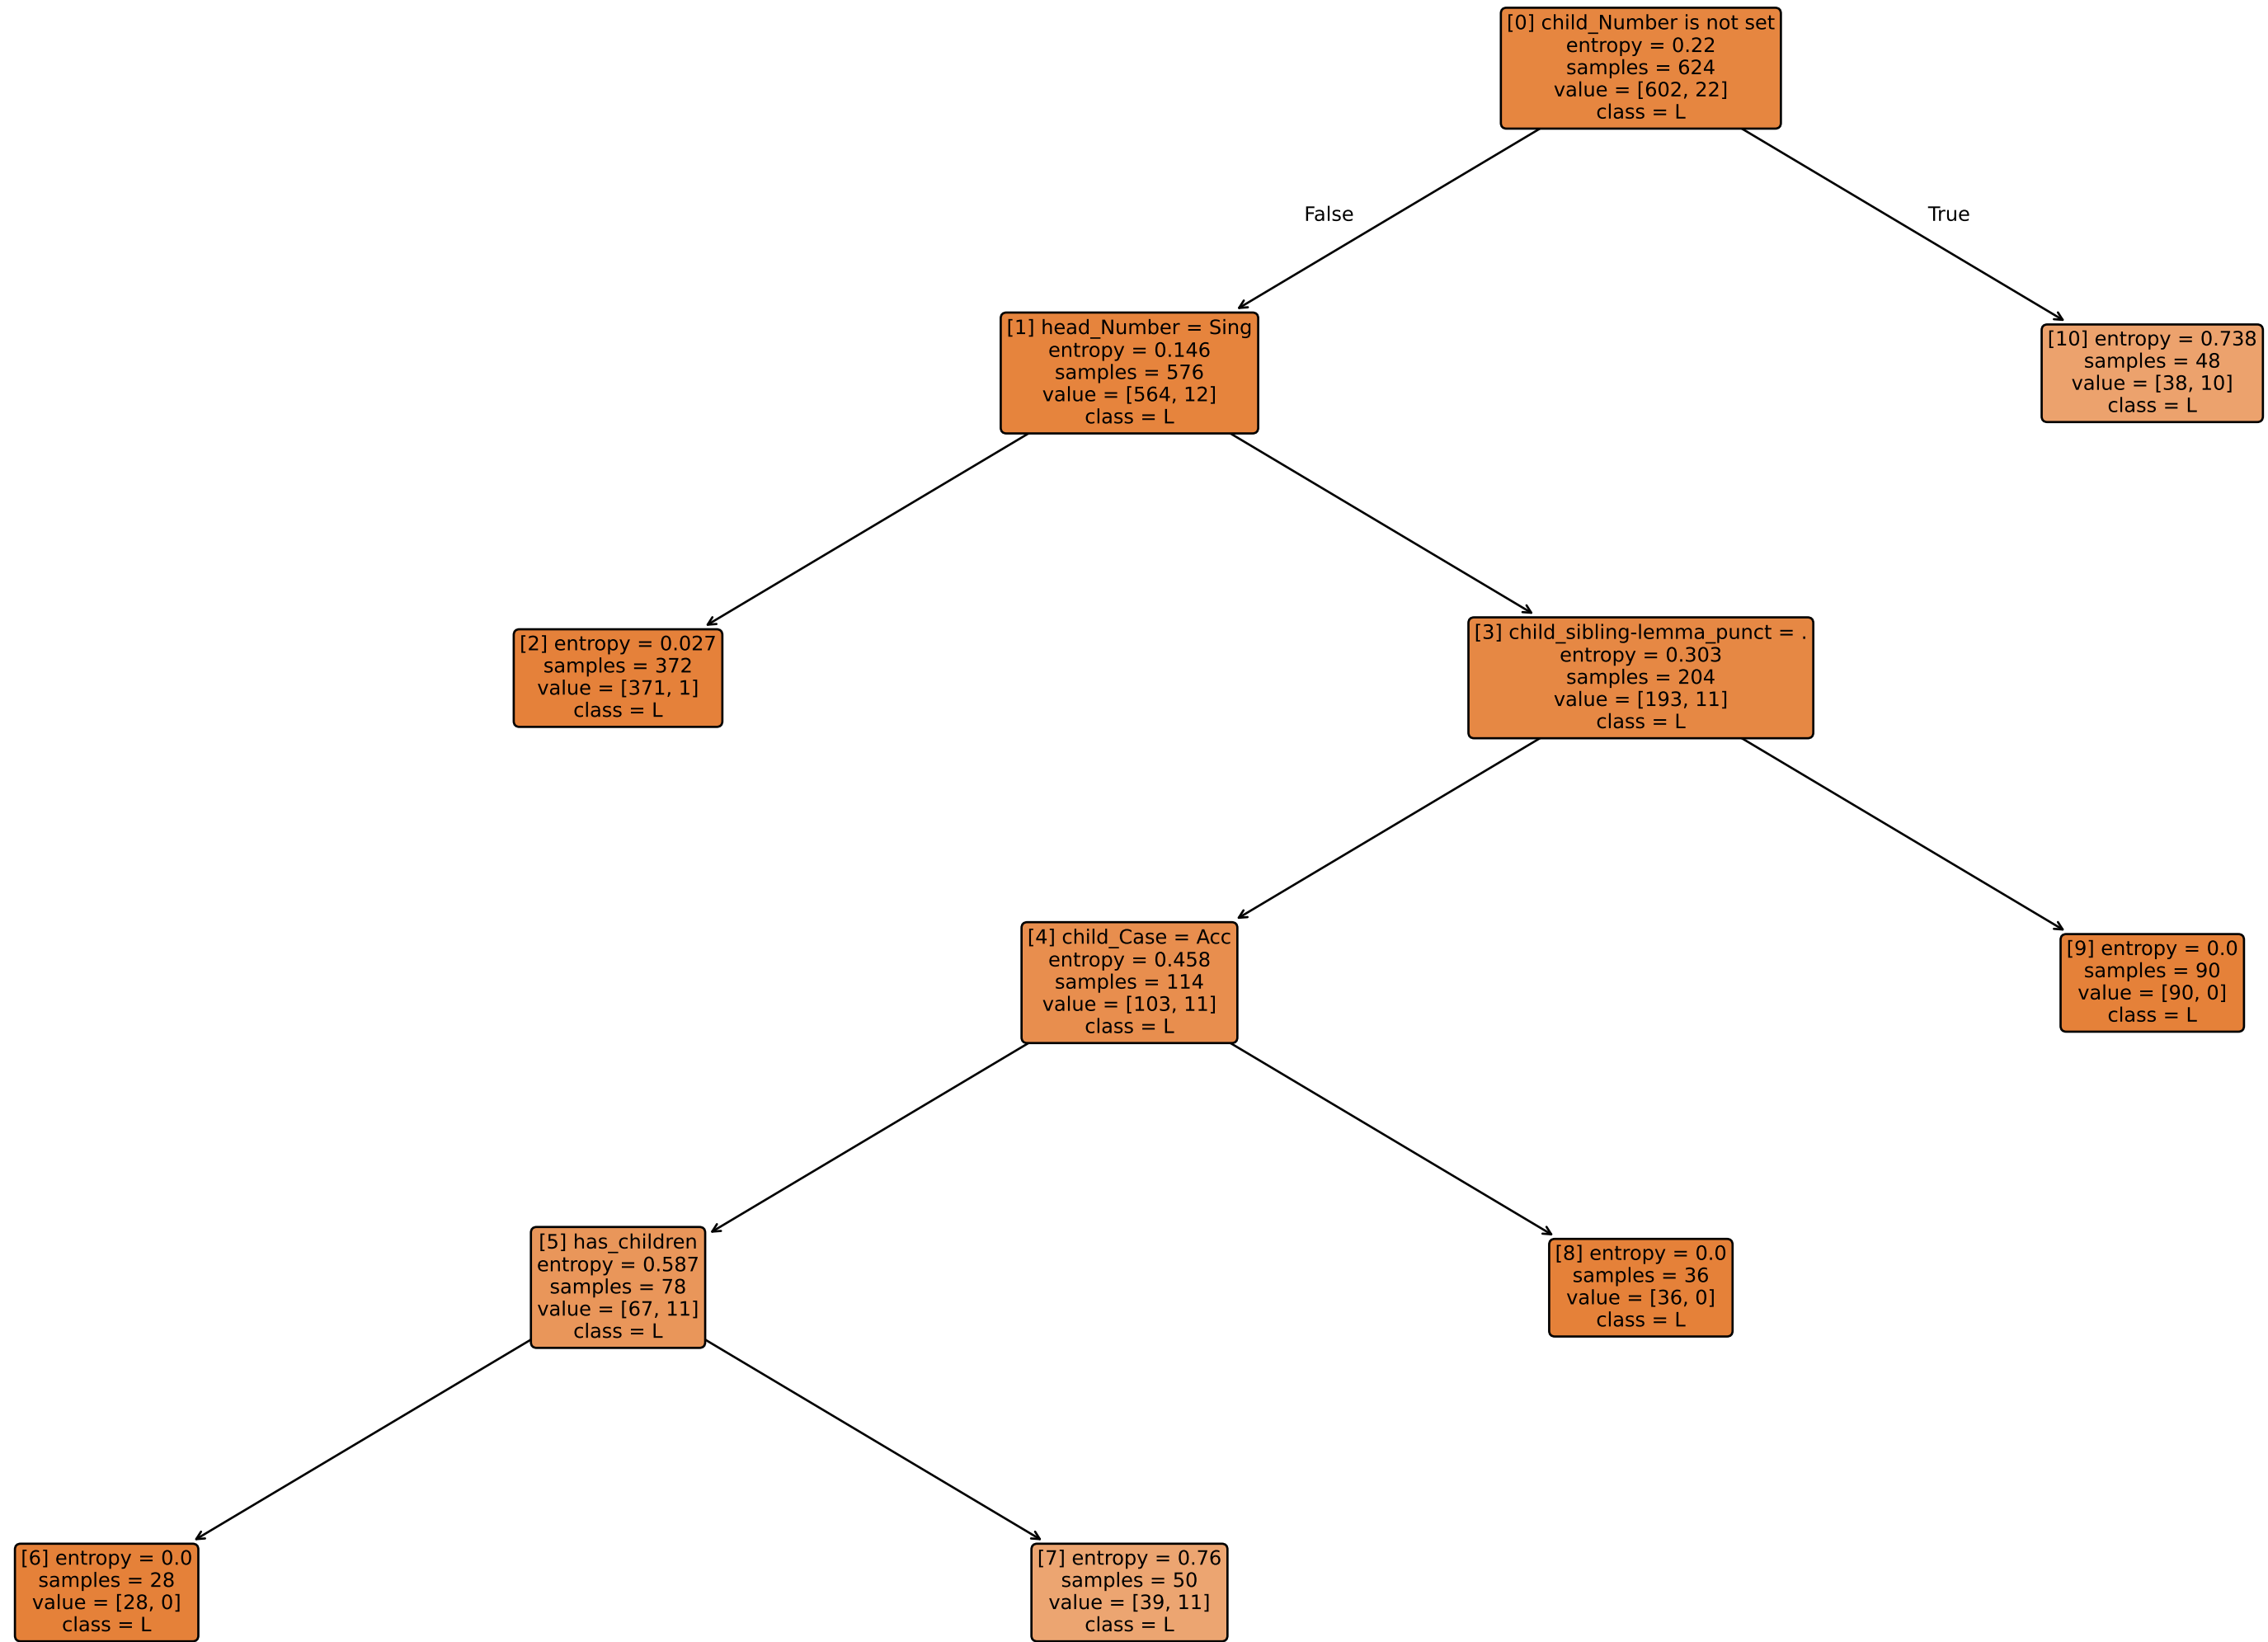 [0] child_Number is not set
entropy = 0.22
samples = 624
value = [602, 22]
class = L
False
True
[1] head_Number = Sing
entropy = 0.146
samples = 576
value = [564, 12]
class = L
[10] entropy = 0.738
samples = 48
value = [38, 10]
class = L
[2] entropy = 0.027
samples = 372
value = [371, 1]
class = L
[3] child_sibling-lemma_punct = .
entropy = 0.303
samples = 204
value = [193, 11]
class = L
[4] child_Case = Acc
entropy = 0.458
samples = 114
value = [103, 11]
class = L
[9] entropy = 0.0
samples = 90
value = [90, 0]
class = L
[5] has_children
entropy = 0.587
samples = 78
value = [67, 11]
class = L
[8] entropy = 0.0
samples = 36
value = [36, 0]
class = L
[6] entropy = 0.0
samples = 28
value = [28, 0]
class = L
[7] entropy = 0.76
samples = 50
value = [39, 11]
class = L